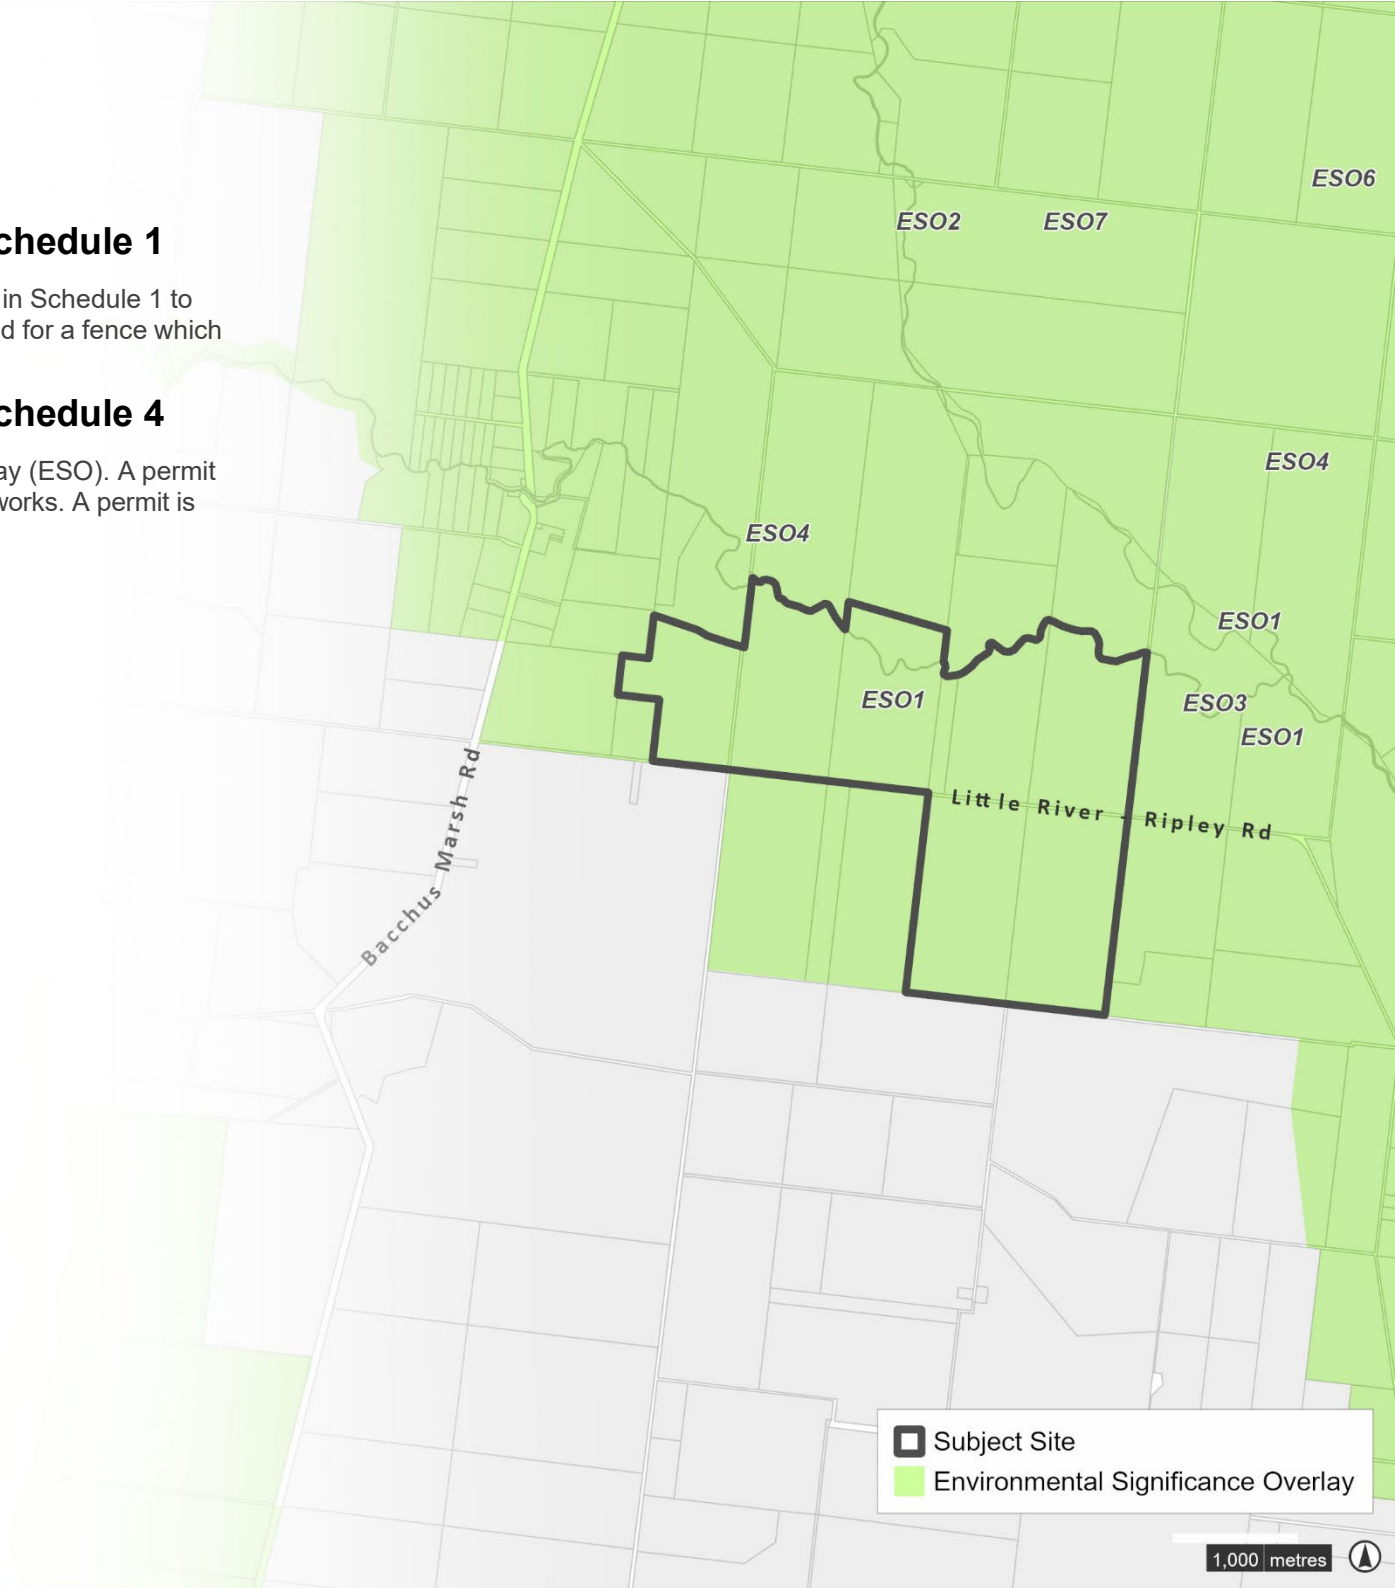 chedule 1
in Schedule 1 to
d for a fence which
chedule 4
ay (ESO). A permit
works. A permit is
ESO6
ESO2
ESO7
ESO4
ESO4
ESO1
ESO1
ESO3
ESO1
Little River - Ripley Rd
Bacchus Marsh Rd
Subject Site
Environmental Significance Overlay
1,000 metres